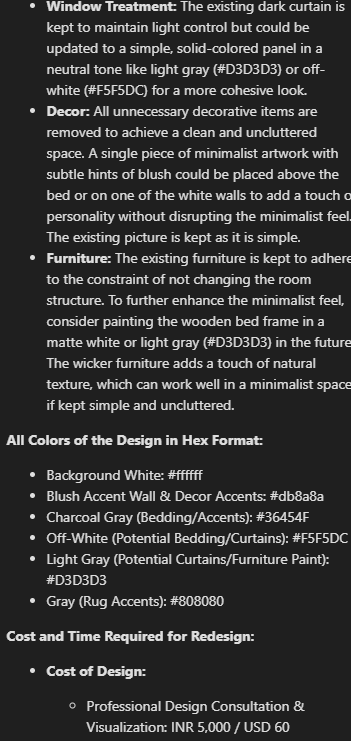 • Window Treatment: The existing dark curtain is
kept to maintain light control but could be
updated to a simple, solid-colored panel in a
neutral tone like light gray (#D3D3D3) or off-
white (#F5F5DC) for a more cohesive look.
• Decor: All unnecessary decorative items are
removed to achieve a clean and uncluttered
space. A single piece of minimalist artwork with
subtle hints of blush could be placed above the
bed or on one of the white walls to add a touch o
personality without disrupting the minimalist feel.
The existing picture is kept as it is simple.
• Furniture: The existing furniture is kept to adhere
to the constraint of not changing the room
structure. To further enhance the minimalist feel,
consider painting the wooden bed frame in a
matte white or light gray (#D3D3D3) in the future
The wicker furniture adds a touch of natural
texture, which can work well in a minimalist space
if kept simple and uncluttered.
All Colors of the Design in Hex Format:
• Background White: #ffffff
• Blush Accent Wall & Decor Accents: #db8a8a
• Charcoal Gray (Bedding/Accents): #36454F
• Off-White (Potential Bedding/Curtains): #F5F5DC
• Light Gray (Potential Curtains/Furniture Paint):
#D3D3D3
• Gray (Rug Accents): #808080
Cost and Time Required for Redesign:
• Cost of Design:
◦ Professional Design Consultation &
Visualization: INR 5,000 / USD 60